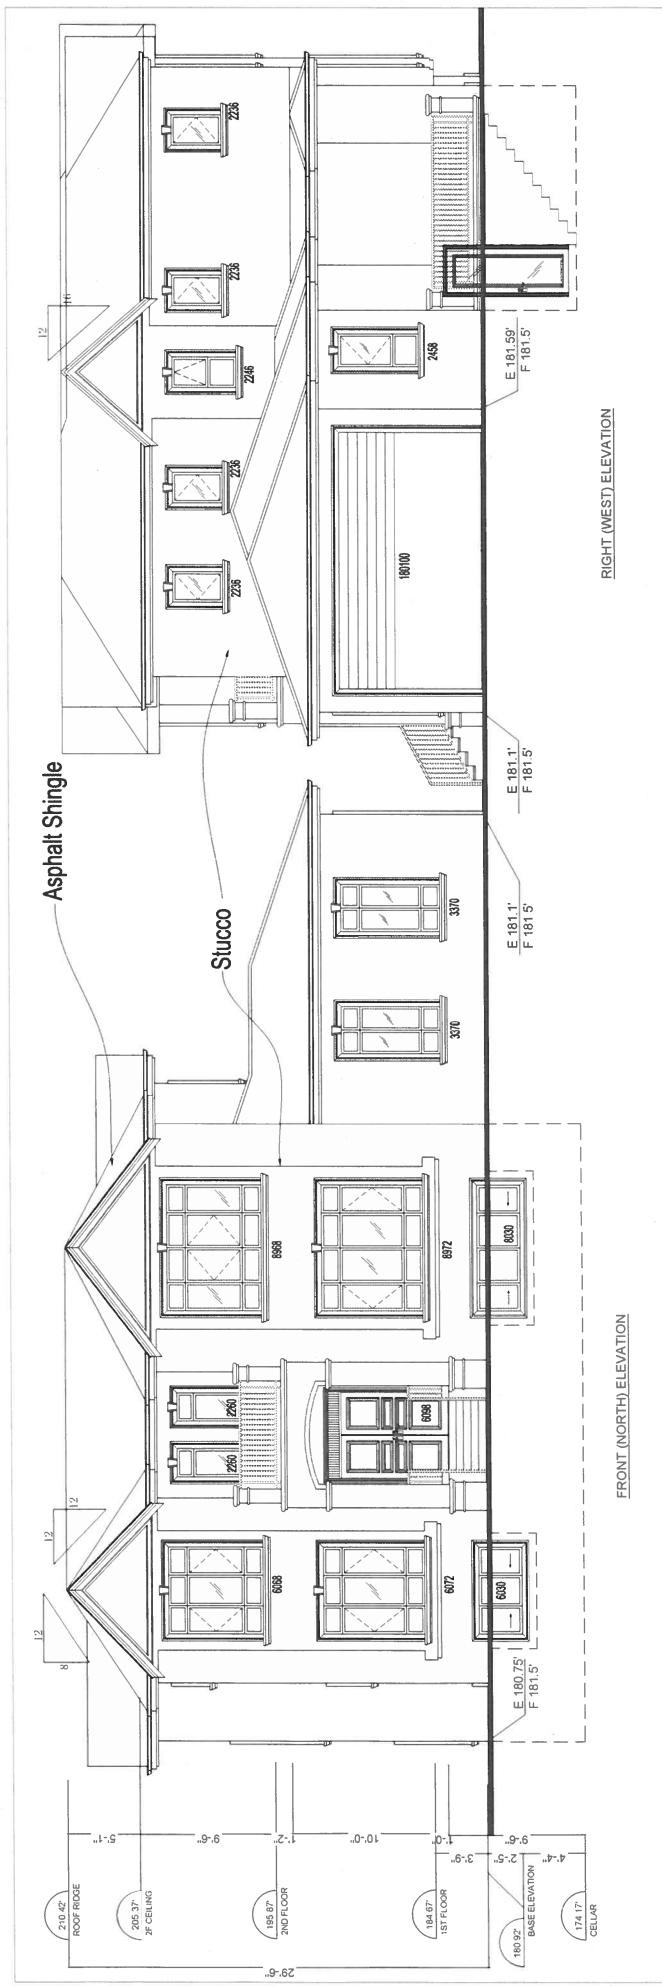 210.42'
ROOF RIDGE
205.37'
2F CEILING
195.87'
2ND FLOOR
184.67'
1ST FLOOR
180.92'
BASE ELEVATION
174.17'
CELLAR
29'-6"
5'-1"
9'-6"
1'-2"
10'-0"
1'-0"
9'-6"
3'-9"
2'-5"
4'-4"
12
8
12
12
Asphalt Shingle
Stucco
6068
2260
2260
8968
6072
6098
8972
6030
8030
3370
3370
E 180.75'
F 181.5'
E 181.1'
F 181.5'
FRONT (NORTH) ELEVATION
12
16
2236
2236
2246
2236
2236
180100
2458
E 181.1'
F 181.5'
E 181.59'
F 181.5'
RIGHT (WEST) ELEVATION